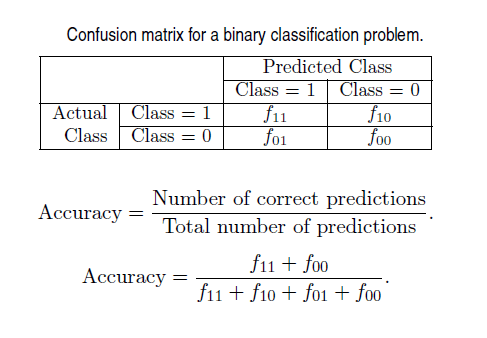 Confusion matrix for a binary classification problem.
Predicted Class
Class = 1 Class = 0
Actual Class = 1 f11 f10
Class Class = 0 f01 f00
Accuracy = Number of correct predictions / Total number of predictions.
Accuracy = f11 + f00 / f11 + f10 + f01 + f00.